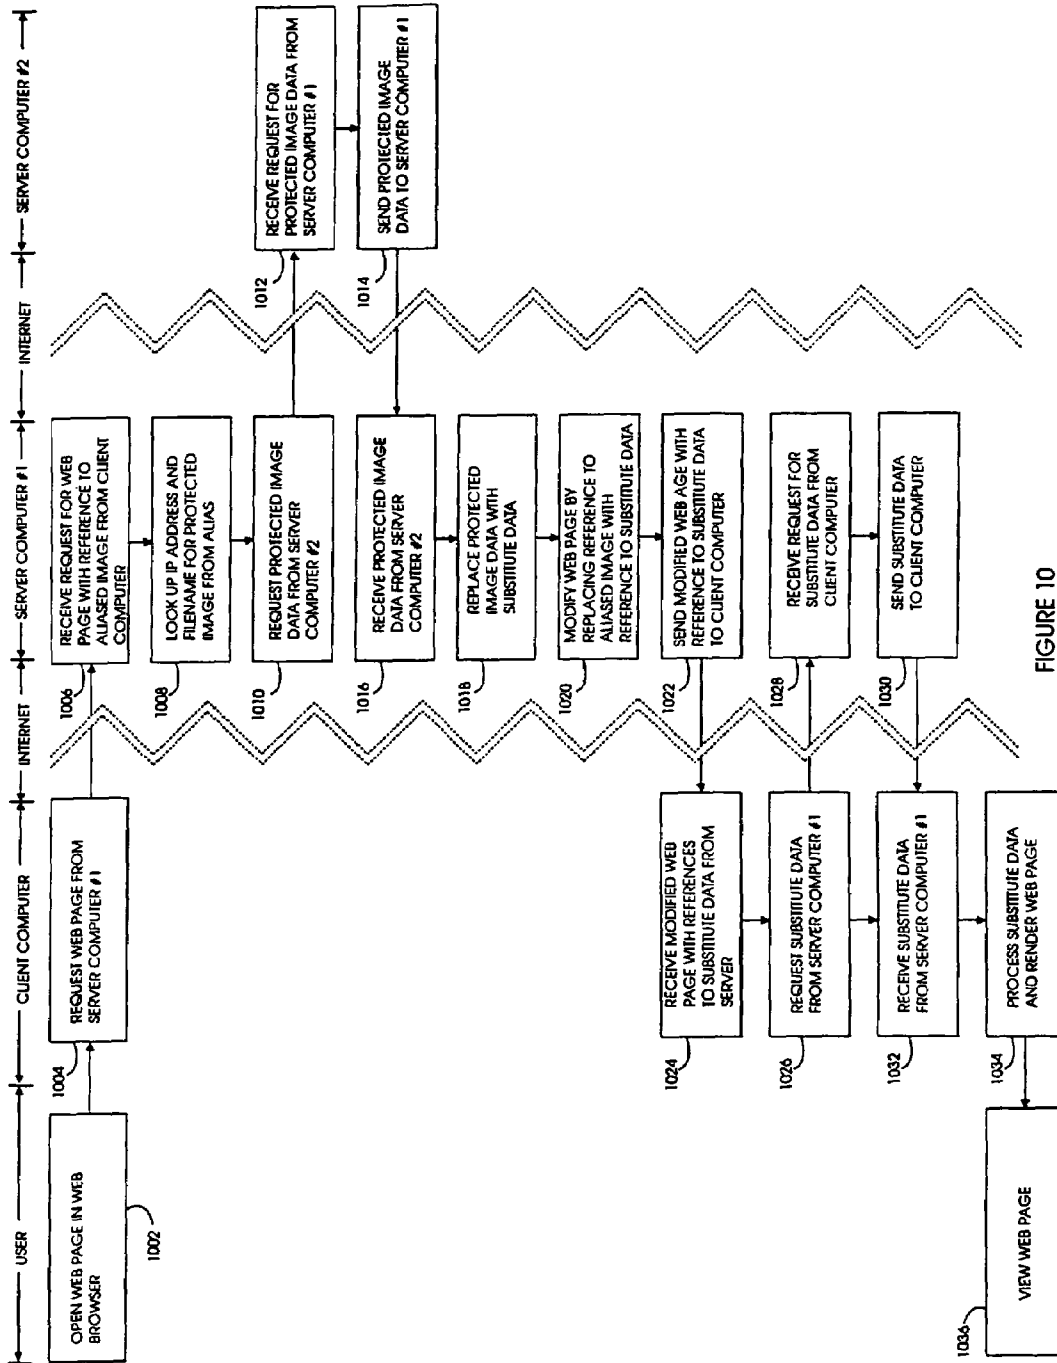 USER
CLIENT COMPUTER
INTERNET
SERVER COMPUTER #1
INTERNET
SERVER COMPUTER #2
OPEN WEB PAGE IN WEB
BROWSER
1002
1004
REQUEST WEB PAGE FROM
SERVER COMPUTER #1
1006
RECEIVE REQUEST FOR WEB
PAGE WITH REFERENCE TO
ALIASED IMAGE FROM CLIENT
COMPUTER
1008
LOOK UP IP ADDRESS AND
FILENAME FOR PROTECTED
IMAGE FROM ALIAS
1010
REQUEST PROTECTED IMAGE
DATA FROM SERVER
COMPUTER #2
1012
RECEIVE REQUEST FOR
PROTECTED IMAGE DATA FROM
SERVER COMPUTER #1
1014
SEND PROTECTED IMAGE
DATA TO SERVER COMPUTER #1
1016
RECEIVE PROTECTED IMAGE
DATA FROM SERVER
COMPUTER #2
1018
REPLACE PROTECTED
IMAGE DATA WITH
SUBSTITUTE DATA
1020
MODIFY WEB PAGE BY
REPLACING REFERENCE TO
ALIASED IMAGE WITH
REFERENCE TO SUBSTITUTE DATA
1022
SEND MODIFIED WEB AGE WITH
REFERENCE TO SUBSTITUTE DATA
TO CLIENT COMPUTER
1024
RECEIVE MODIFIED WEB
PAGE WITH REFERENCES
TO SUBSTITUTE DATA FROM
SERVER
1026
REQUEST SUBSTITUTE DATA
FROM SERVER COMPUTER #1
1028
RECEIVE REQUEST FOR
SUBSTITUTE DATA FROM
CLIENT COMPUTER
1030
SEND SUBSTITUTE DATA
TO CLIENT COMPUTER
1032
RECEIVE SUBSTITUTE DATA
FROM SERVER COMPUTER #1
1034
PROCESS SUBSTITUTE DATA
AND RENDER WEB PAGE
1036
VIEW WEB PAGE
FIGURE 10